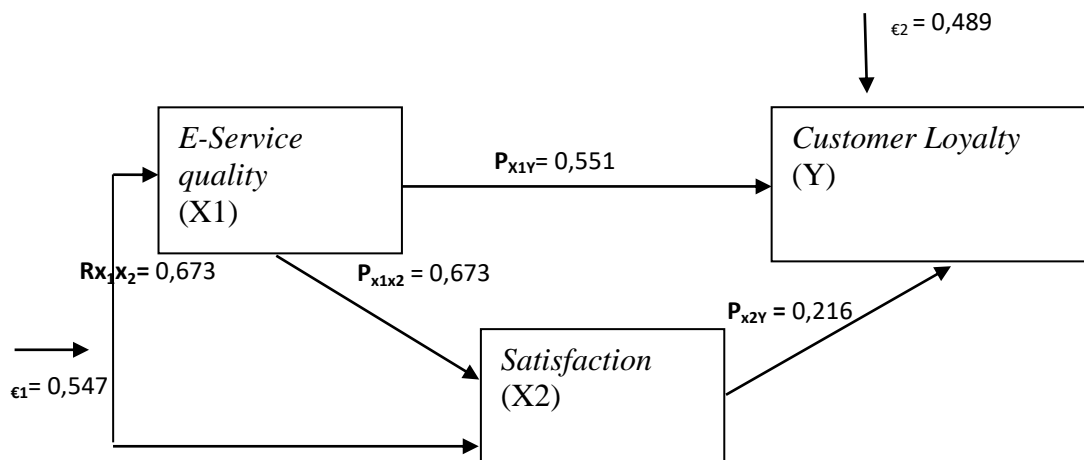 €2 = 0,489
E-Service
quality
(X1)
Customer Loyalty
(Y)
PX1Y= 0,551
Rx1x2= 0,673
Px1x2 = 0,673
Px2Y = 0,216
Satisfaction
(X2)
€1= 0,547